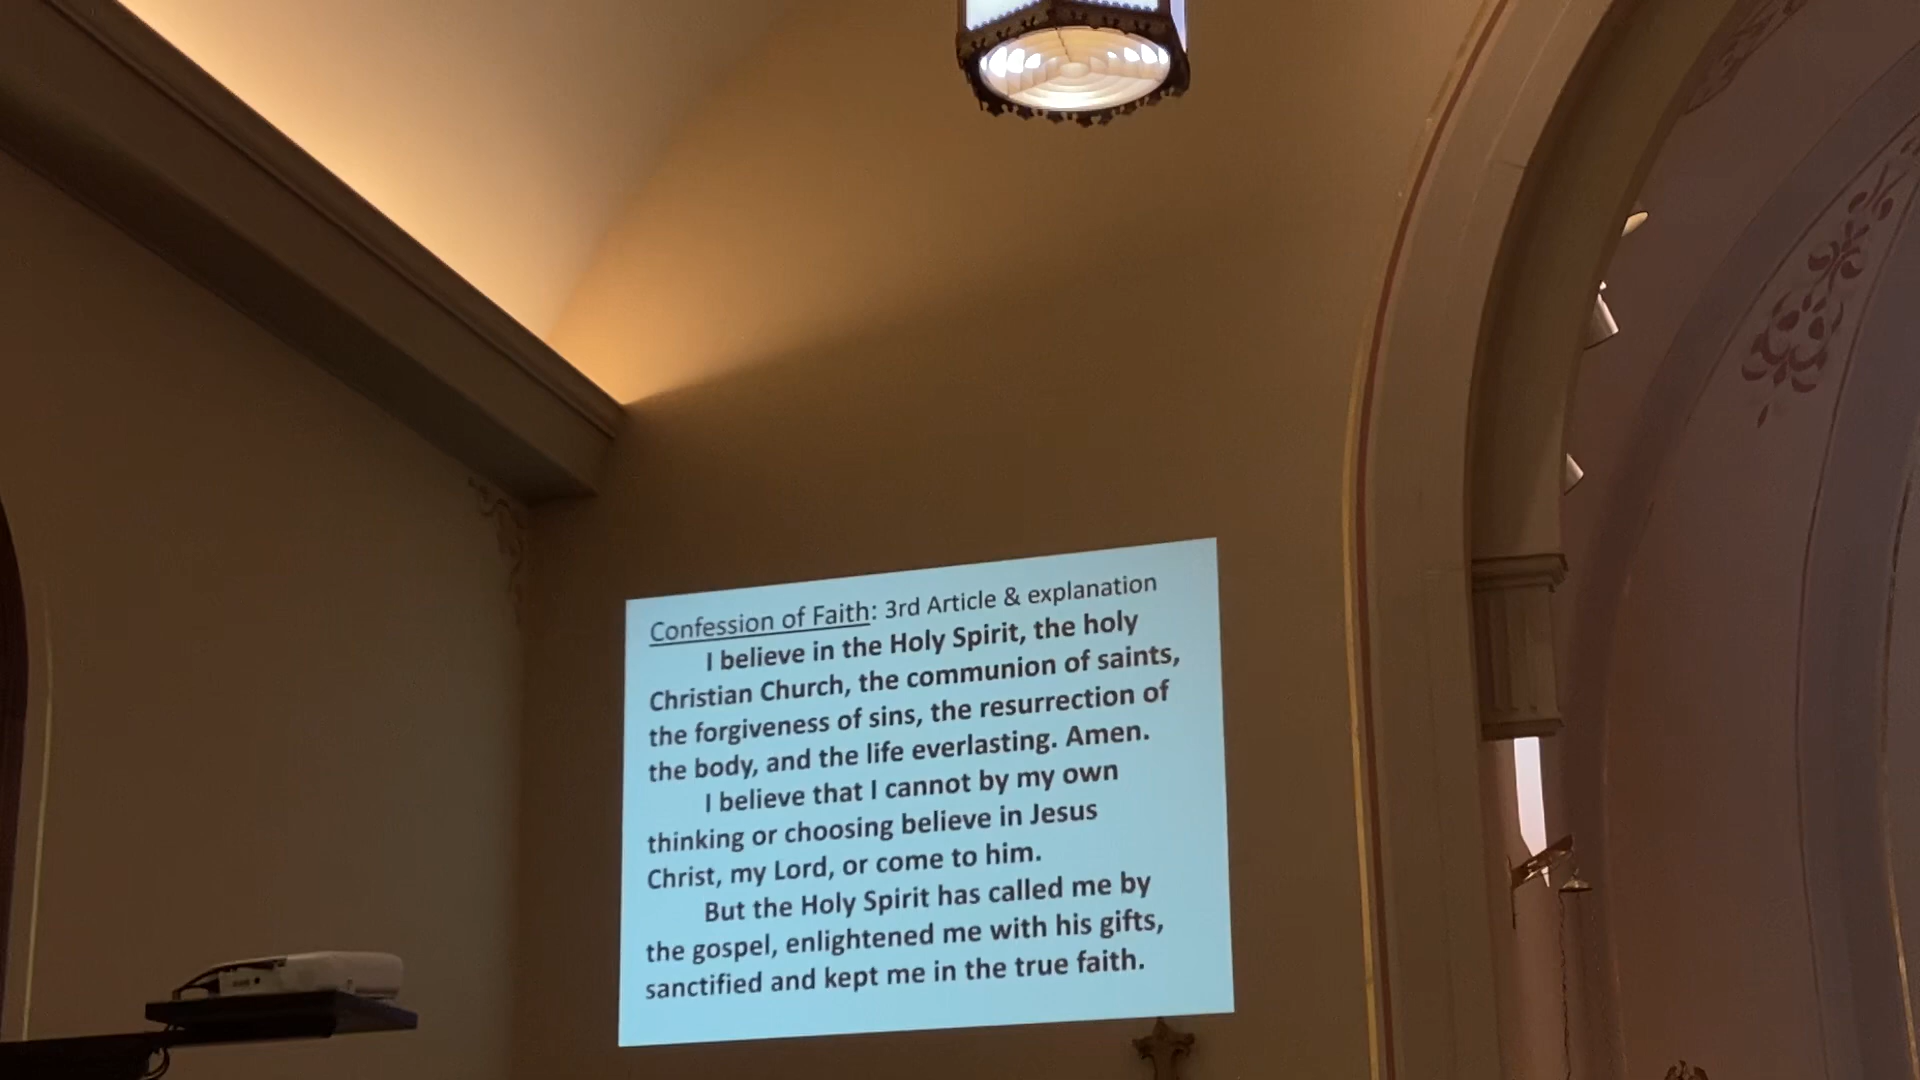 Confession of Faith: 3rd Article & explanation
I believe in the Holy Spirit, the holy
Christian Church, the communion of saints,
the forgiveness of sins, the resurrection of
the body, and the life everlasting. Amen.
I believe that I cannot by my own
thinking or choosing believe in Jesus
Christ, my Lord, or come to him.
But the Holy Spirit has called me by
the gospel, enlightened me with his gifts,
sanctified and kept me in the true faith.